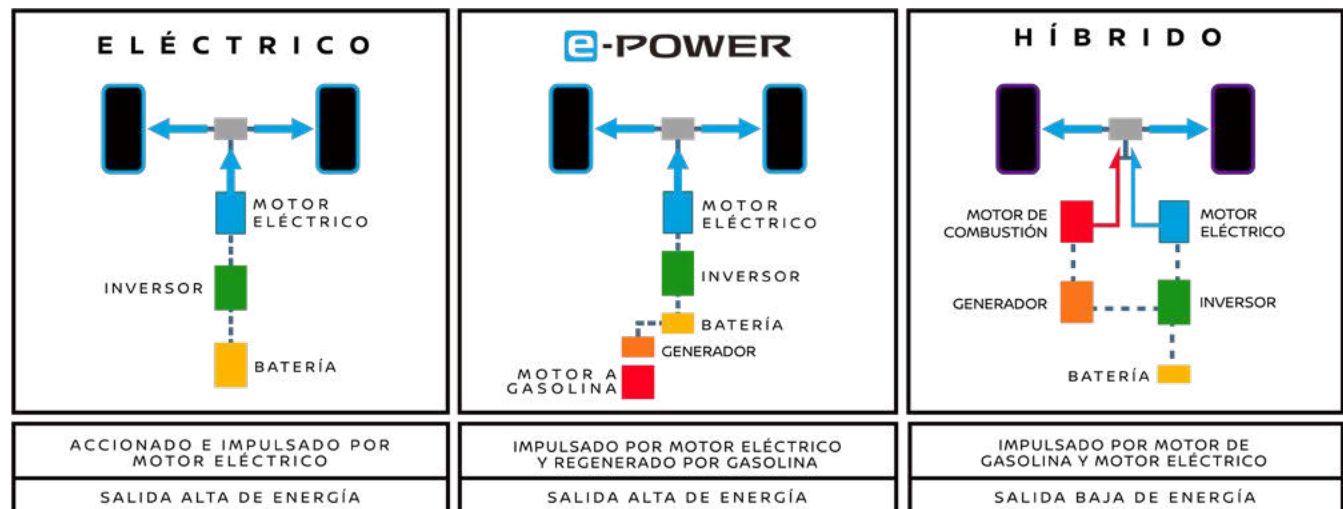 ELÉCTRICO
MOTOR
ELÉCTRICO
INVERSOR
BATERÍA
ACCIONADO E IMPULSADO POR
MOTOR ELÉCTRICO
SALIDA ALTA DE ENERGÍA
e-POWER
MOTOR
ELÉCTRICO
INVERSOR
BATERÍA
GENERADOR
MOTOR A
GASOLINA
IMPULSADO POR MOTOR ELÉCTRICO
Y REGENERADO POR GASOLINA
SALIDA ALTA DE ENERGÍA
HÍBRIDO
MOTOR DE
COMBUSTIÓN
MOTOR
ELÉCTRICO
GENERADOR
INVERSOR
BATERÍA
IMPULSADO POR MOTOR DE
GASOLINA Y MOTOR ELÉCTRICO
SALIDA BAJA DE ENERGÍA